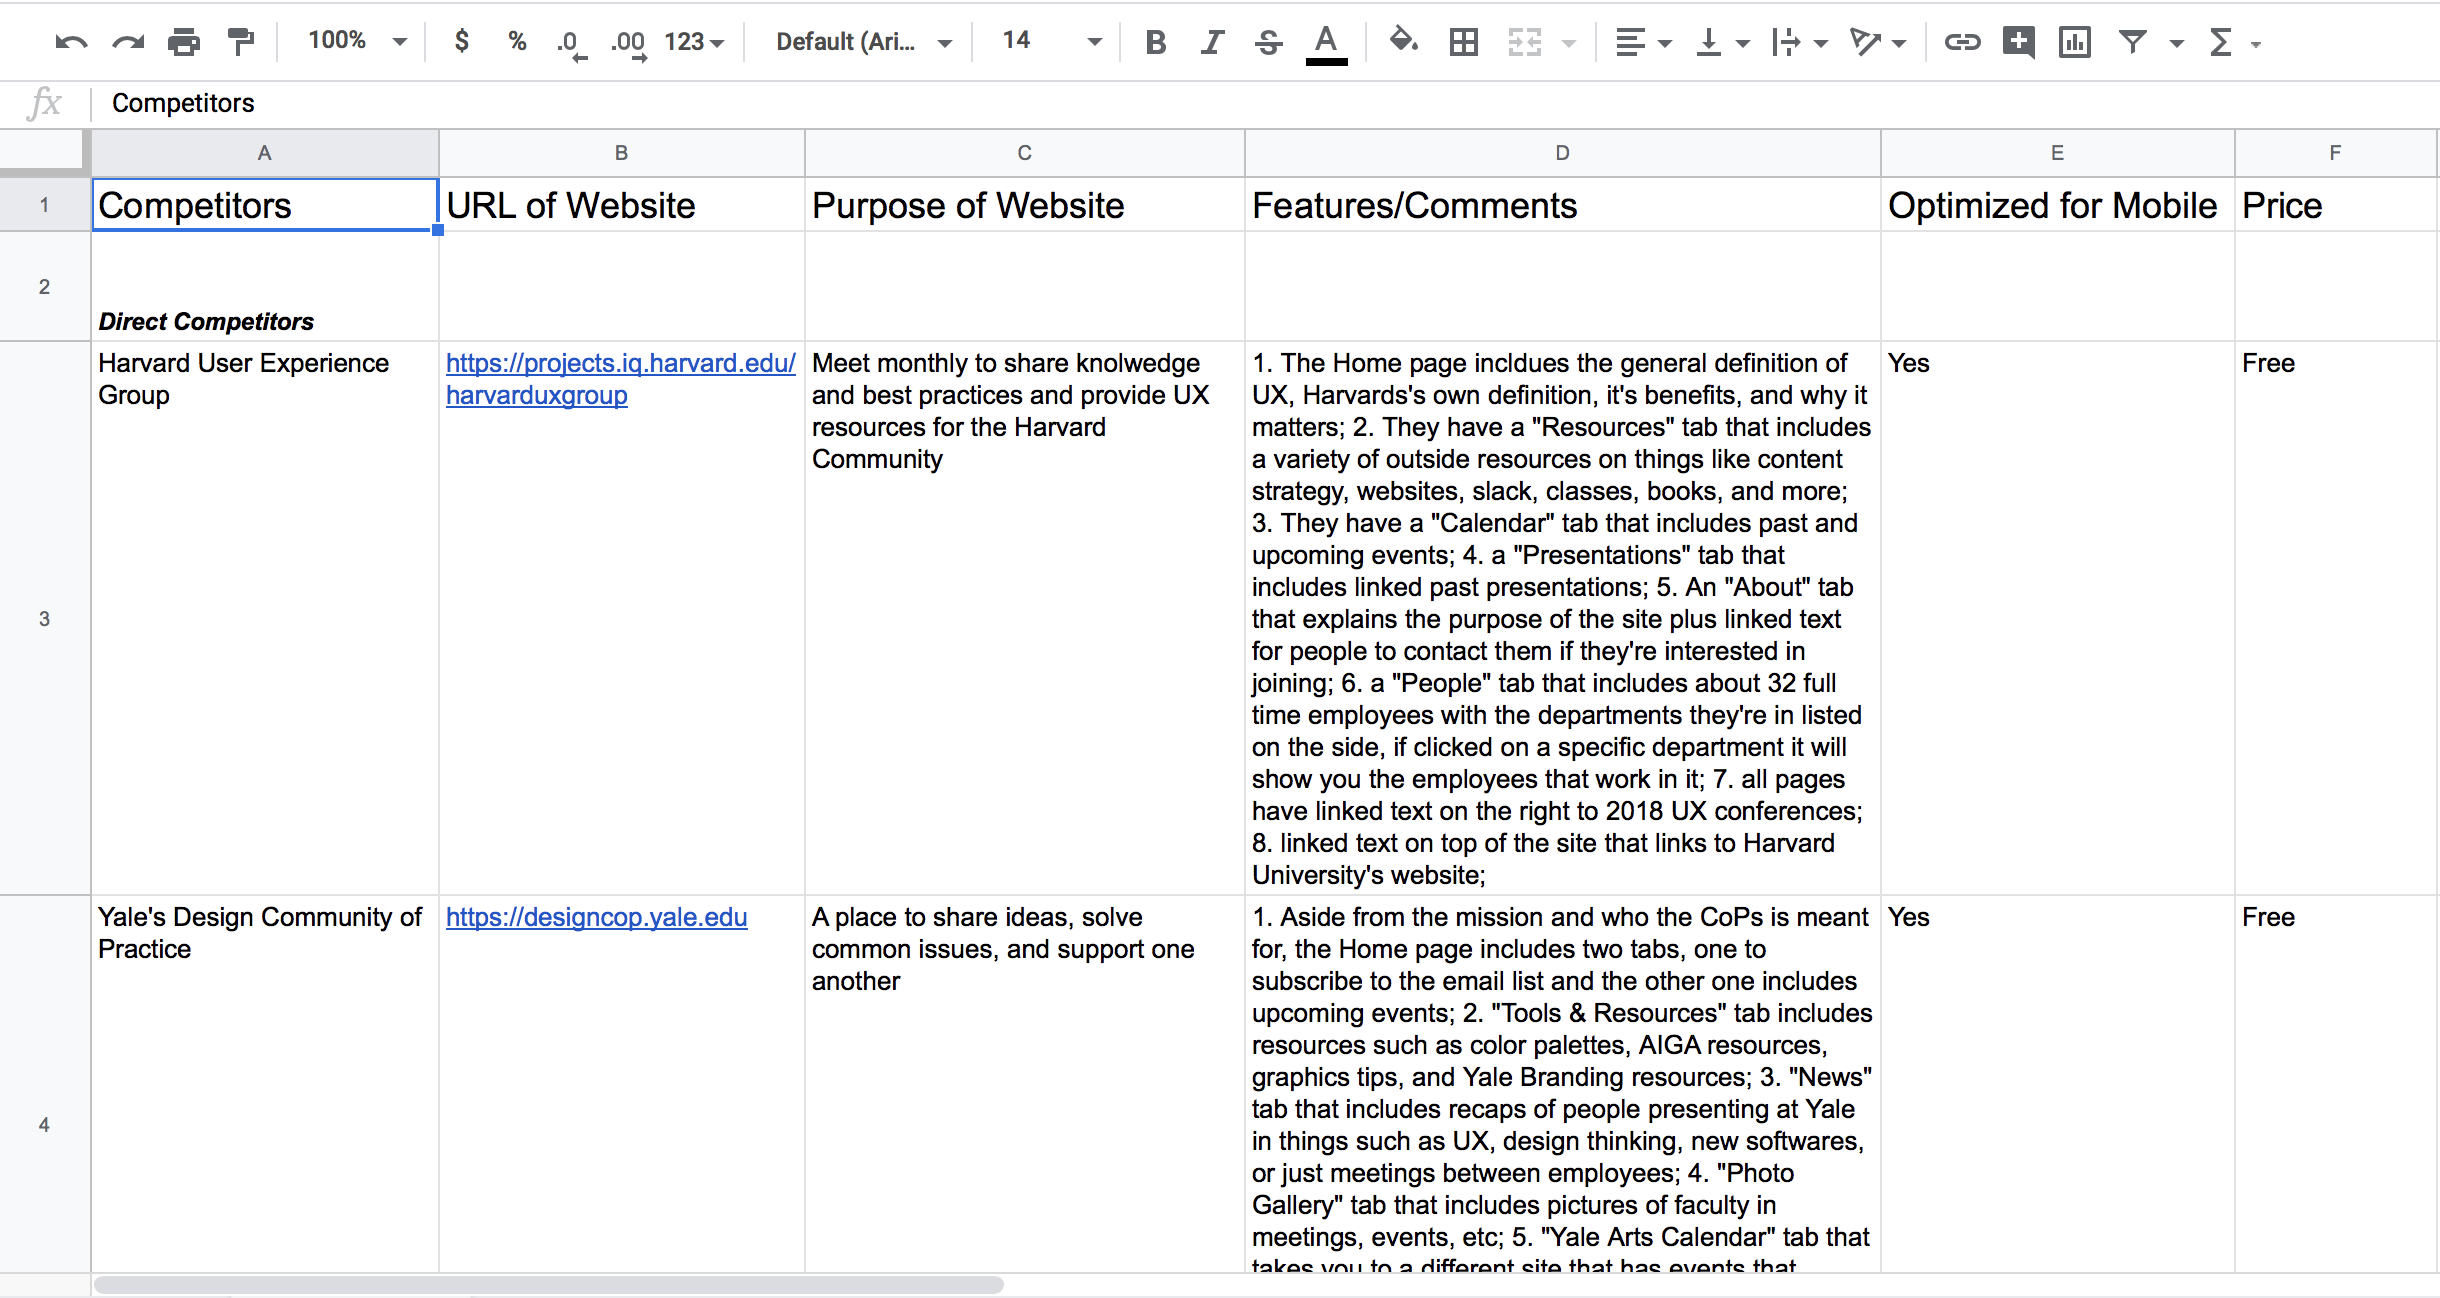 100% $ % .0 .00 123 Default (Ari... 14 B I S A
fx Competitors
A B C D E F
1 Competitors URL of Website Purpose of Website Features/Comments Optimized for Mobile Price
2
Direct Competitors
3
Harvard User Experience
Group
https://projects.iq.harvard.edu/
harvarduxgroup
Meet monthly to share knolwedge
and best practices and provide UX
resources for the Harvard
Community
1. The Home page incldues the general definition of
UX, Harvards's own definition, it's benefits, and why it
matters; 2. They have a "Resources" tab that includes
a variety of outside resources on things like content
strategy, websites, slack, classes, books, and more;
3. They have a "Calendar" tab that includes past and
upcoming events; 4. a "Presentations" tab that
includes linked past presentations; 5. An "About" tab
that explains the purpose of the site plus linked text
for people to contact them if they're interested in
joining; 6. a "People" tab that includes about 32 full
time employees with the departments they're in listed
on the side, if clicked on a specific department it will
show you the employees that work in it; 7. all pages
have linked text on the right to 2018 UX conferences;
8. linked text on top of the site that links to Harvard
University's website;
Yes
Free
4
Yale's Design Community of
Practice
https://designcop.yale.edu
A place to share ideas, solve
common issues, and support one
another
1. Aside from the mission and who the CoPs is meant
for, the Home page includes two tabs, one to
subscribe to the email list and the other one includes
upcoming events; 2. "Tools & Resources" tab includes
resources such as color palettes, AIGA resources,
graphics tips, and Yale Branding resources; 3. "News"
tab that includes recaps of people presenting at Yale
in things such as UX, design thinking, new softwares,
or just meetings between employees; 4. "Photo
Gallery" tab that includes pictures of faculty in
meetings, events, etc; 5. "Yale Arts Calendar" tab that
takes you to a different site that has events that
Yes
Free